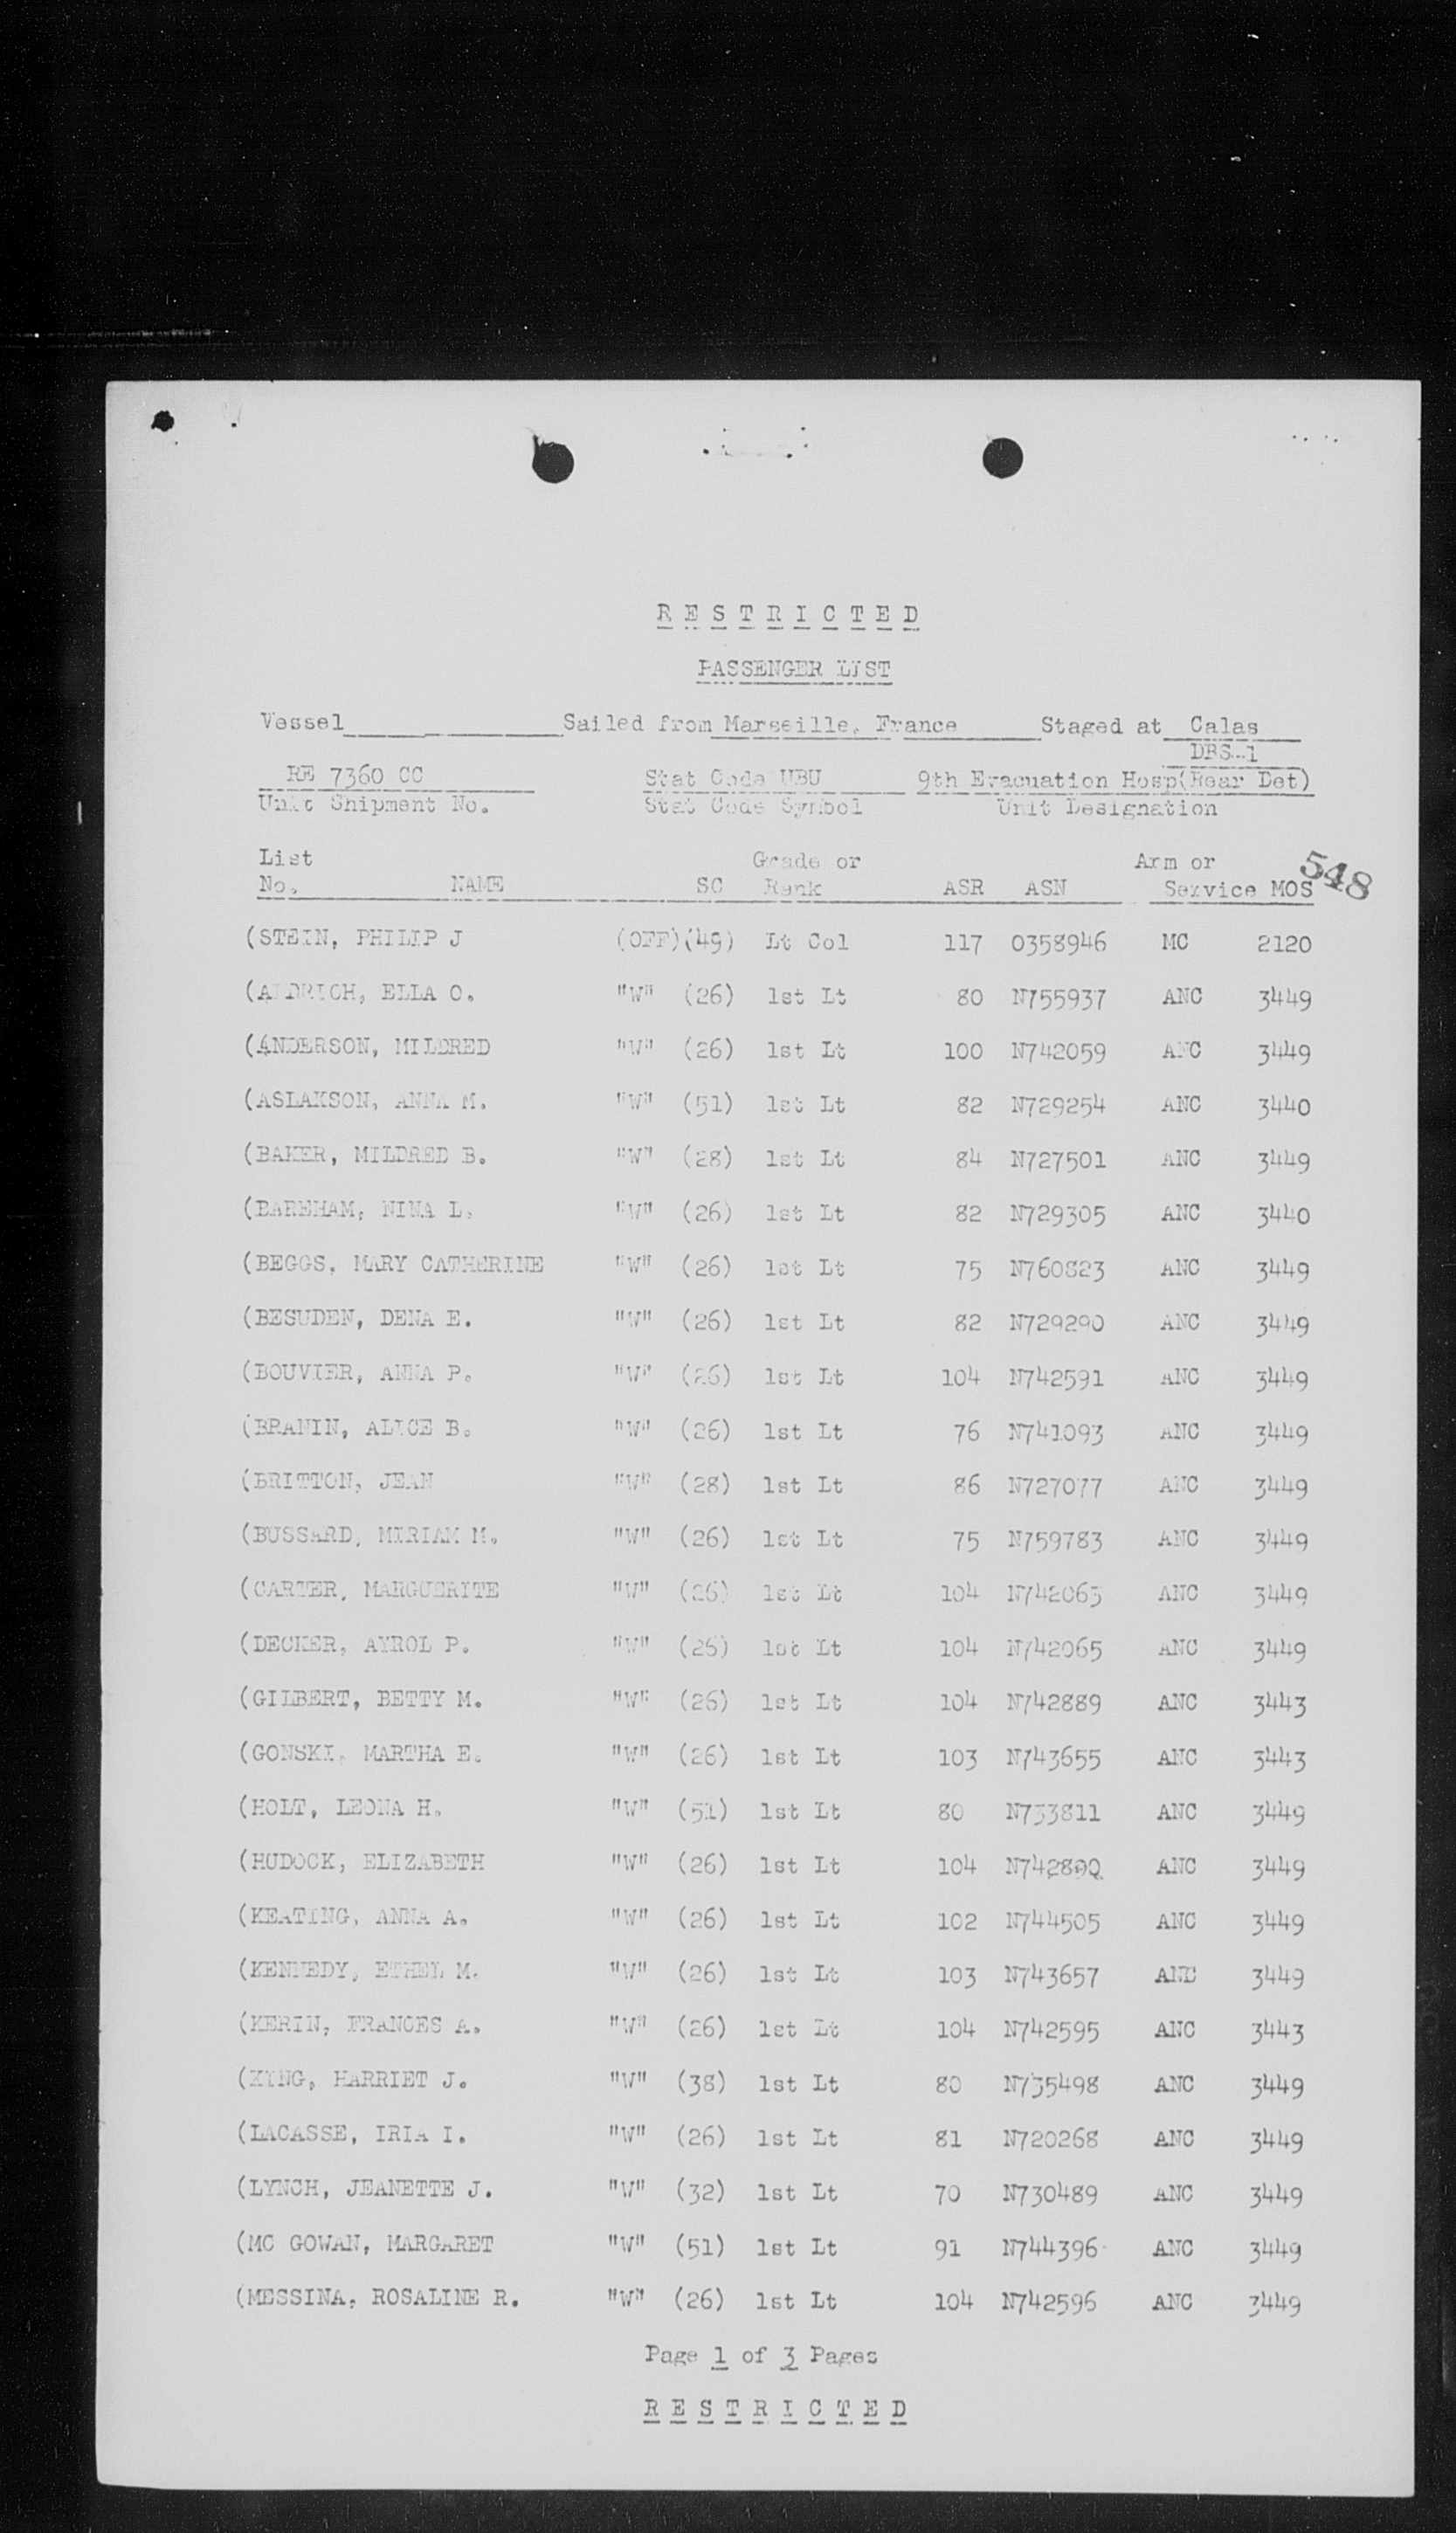 RESTRICTED
PASSENGER LIST
Vessel Sailed from Marseille, France Staged at Calas
DBS-1
RE 7360 CC Stat Code UBU 9th Evacuation Hosp(Rear Det)
Unit Shipment No. Stat Code Symbol Unit Designation
548
List Grade or Arm or
No. NAME SC Rank ASR ASN Service MOS
(STEIN, PHILIP J (OFF)(49) Lt Col 117 0358946 MC 2120
(ALDRICH, ELLA O. "W" (26) 1st Lt 80 N755937 ANC 3449
(ANDERSON, MILDRED "W" (26) 1st Lt 100 N742059 ANC 3449
(ASLAKSON, ANNA M. "W" (51) 1st Lt 82 N729254 ANC 3440
(BAKER, MILDRED B. "W" (28) 1st Lt 84 N727501 ANC 3449
(BAREHAM, NINA L. "W" (26) 1st Lt 82 N729305 ANC 3440
(BEGGS, MARY CATHERINE "W" (26) 1st Lt 75 N760823 ANC 3449
(BESUDEN, DENA E. "W" (26) 1st Lt 82 N729290 ANC 3449
(BOUVIER, ANNA P. "W" (26) 1st Lt 104 N742591 ANC 3449
(BRANIN, ALICE B. "W" (26) 1st Lt 76 N741093 ANC 3449
(BRITTON, JEAN "W" (28) 1st Lt 86 N727077 ANC 3449
(BUSSARD, MIRIAM M. "W" (26) 1st Lt 75 N759783 ANC 3449
(CARTER, MARGUERITE "W" (26) 1st Lt 104 N742063 ANC 3449
(DECKER, AYROL P. "W" (26) 1st Lt 104 N742065 ANC 3449
(GILBERT, BETTY M. "W" (26) 1st Lt 104 N742889 ANC 3443
(GONSKI, MARTHA E. "W" (26) 1st Lt 103 N743655 ANC 3443
(HOLT, LEONA H. "W" (51) 1st Lt 80 N733811 ANC 3449
(HUDOCK, ELIZABETH "W" (26) 1st Lt 104 ANC 3449
(KEATING, ANNA A. "W" (26) 1st Lt 102 N744505 ANC 3449
(KENNEDY, ETHEL M. "W" (26) 1st Lt 103 N743657 ANC 3449
(KERIN, FRANCES A. "W" (26) 1st Lt 104 N742595 ANC 3443
(KING, HARRIET J. "W" (38) 1st Lt 80 N735498 ANC 3449
(LACASSE, IRIA I. "W" (26) 1st Lt 81 N720268 ANC 3449
(LYNCH, JEANETTE J. "W" (32) 1st Lt 70 N730489 ANC 3449
(MC GOWAN, MARGARET "W" (51) 1st Lt 91 N744396 ANC 3449
(MESSINA, ROSALINE R. "W" (26) 1st Lt 104 N742596 ANC 3449
Page 1 of 3 Pages
RESTRICTED